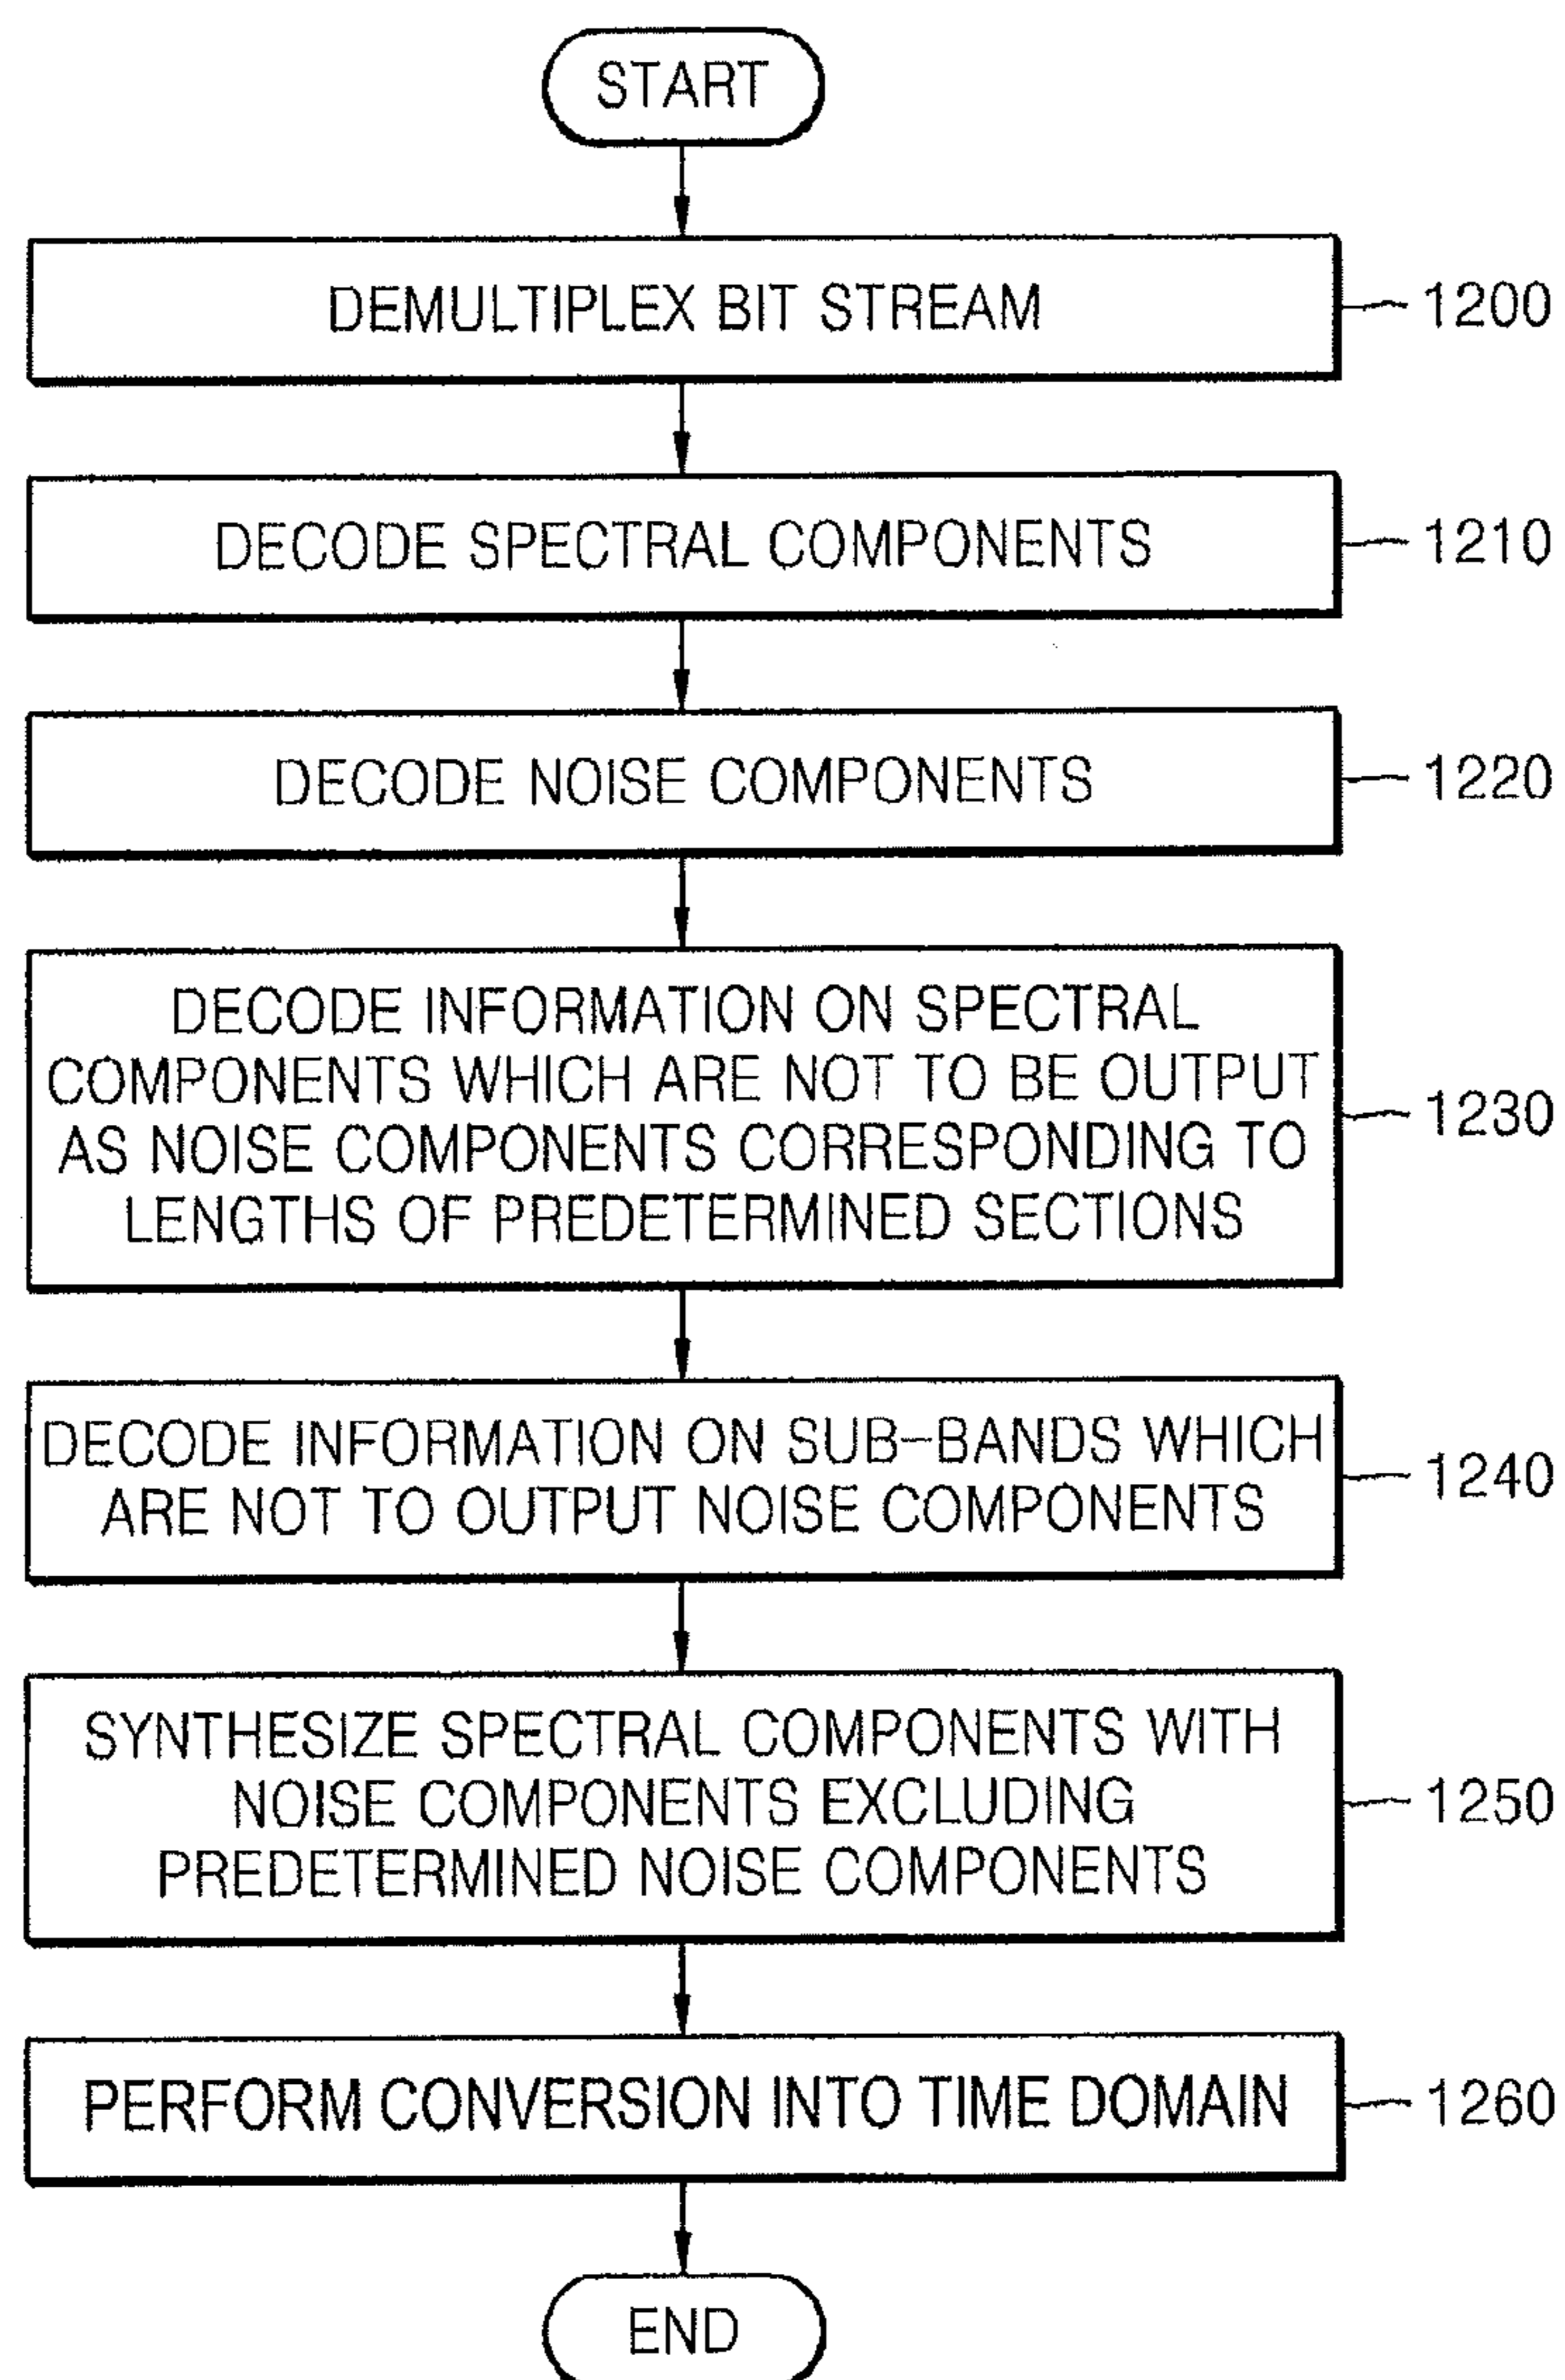 START
DEMULTIPLEX BIT STREAM
1200
DECODE SPECTRAL COMPONENTS
1210
DECODE NOISE COMPONENTS
1220
DECODE INFORMATION ON SPECTRAL
COMPONENTS WHICH ARE NOT TO BE OUTPUT
AS NOISE COMPONENTS CORRESPONDING TO
LENGTHS OF PREDETERMINED SECTIONS
1230
DECODE INFORMATION ON SUB-BANDS WHICH
ARE NOT TO OUTPUT NOISE COMPONENTS
1240
SYNTHESIZE SPECTRAL COMPONENTS WITH
NOISE COMPONENTS EXCLUDING
PREDETERMINED NOISE COMPONENTS
1250
PERFORM CONVERSION INTO TIME DOMAIN
1260
END